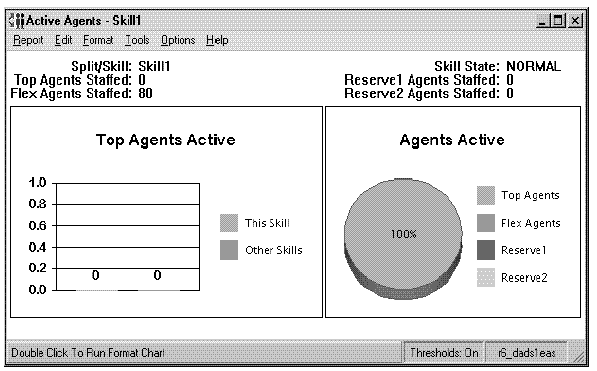 Active Agents - Skill1
Report Edit Format Tools Options Help
Split/Skill: Skill1
Skill State: NORMAL
Top Agents Staffed: 0
Reserve1 Agents Staffed: 0
Flex Agents Staffed: 80
Reserve2 Agents Staffed: 0
Top Agents Active
1.0
0.8
0.6
0.4
0.2
0.0
0 0
This Skill
Other Skills
Agents Active
100%
Top Agents
Flex Agents
Reserve1
Reserve2
Double Click To Run Format Chart
Thresholds: On
r6_dads1eas